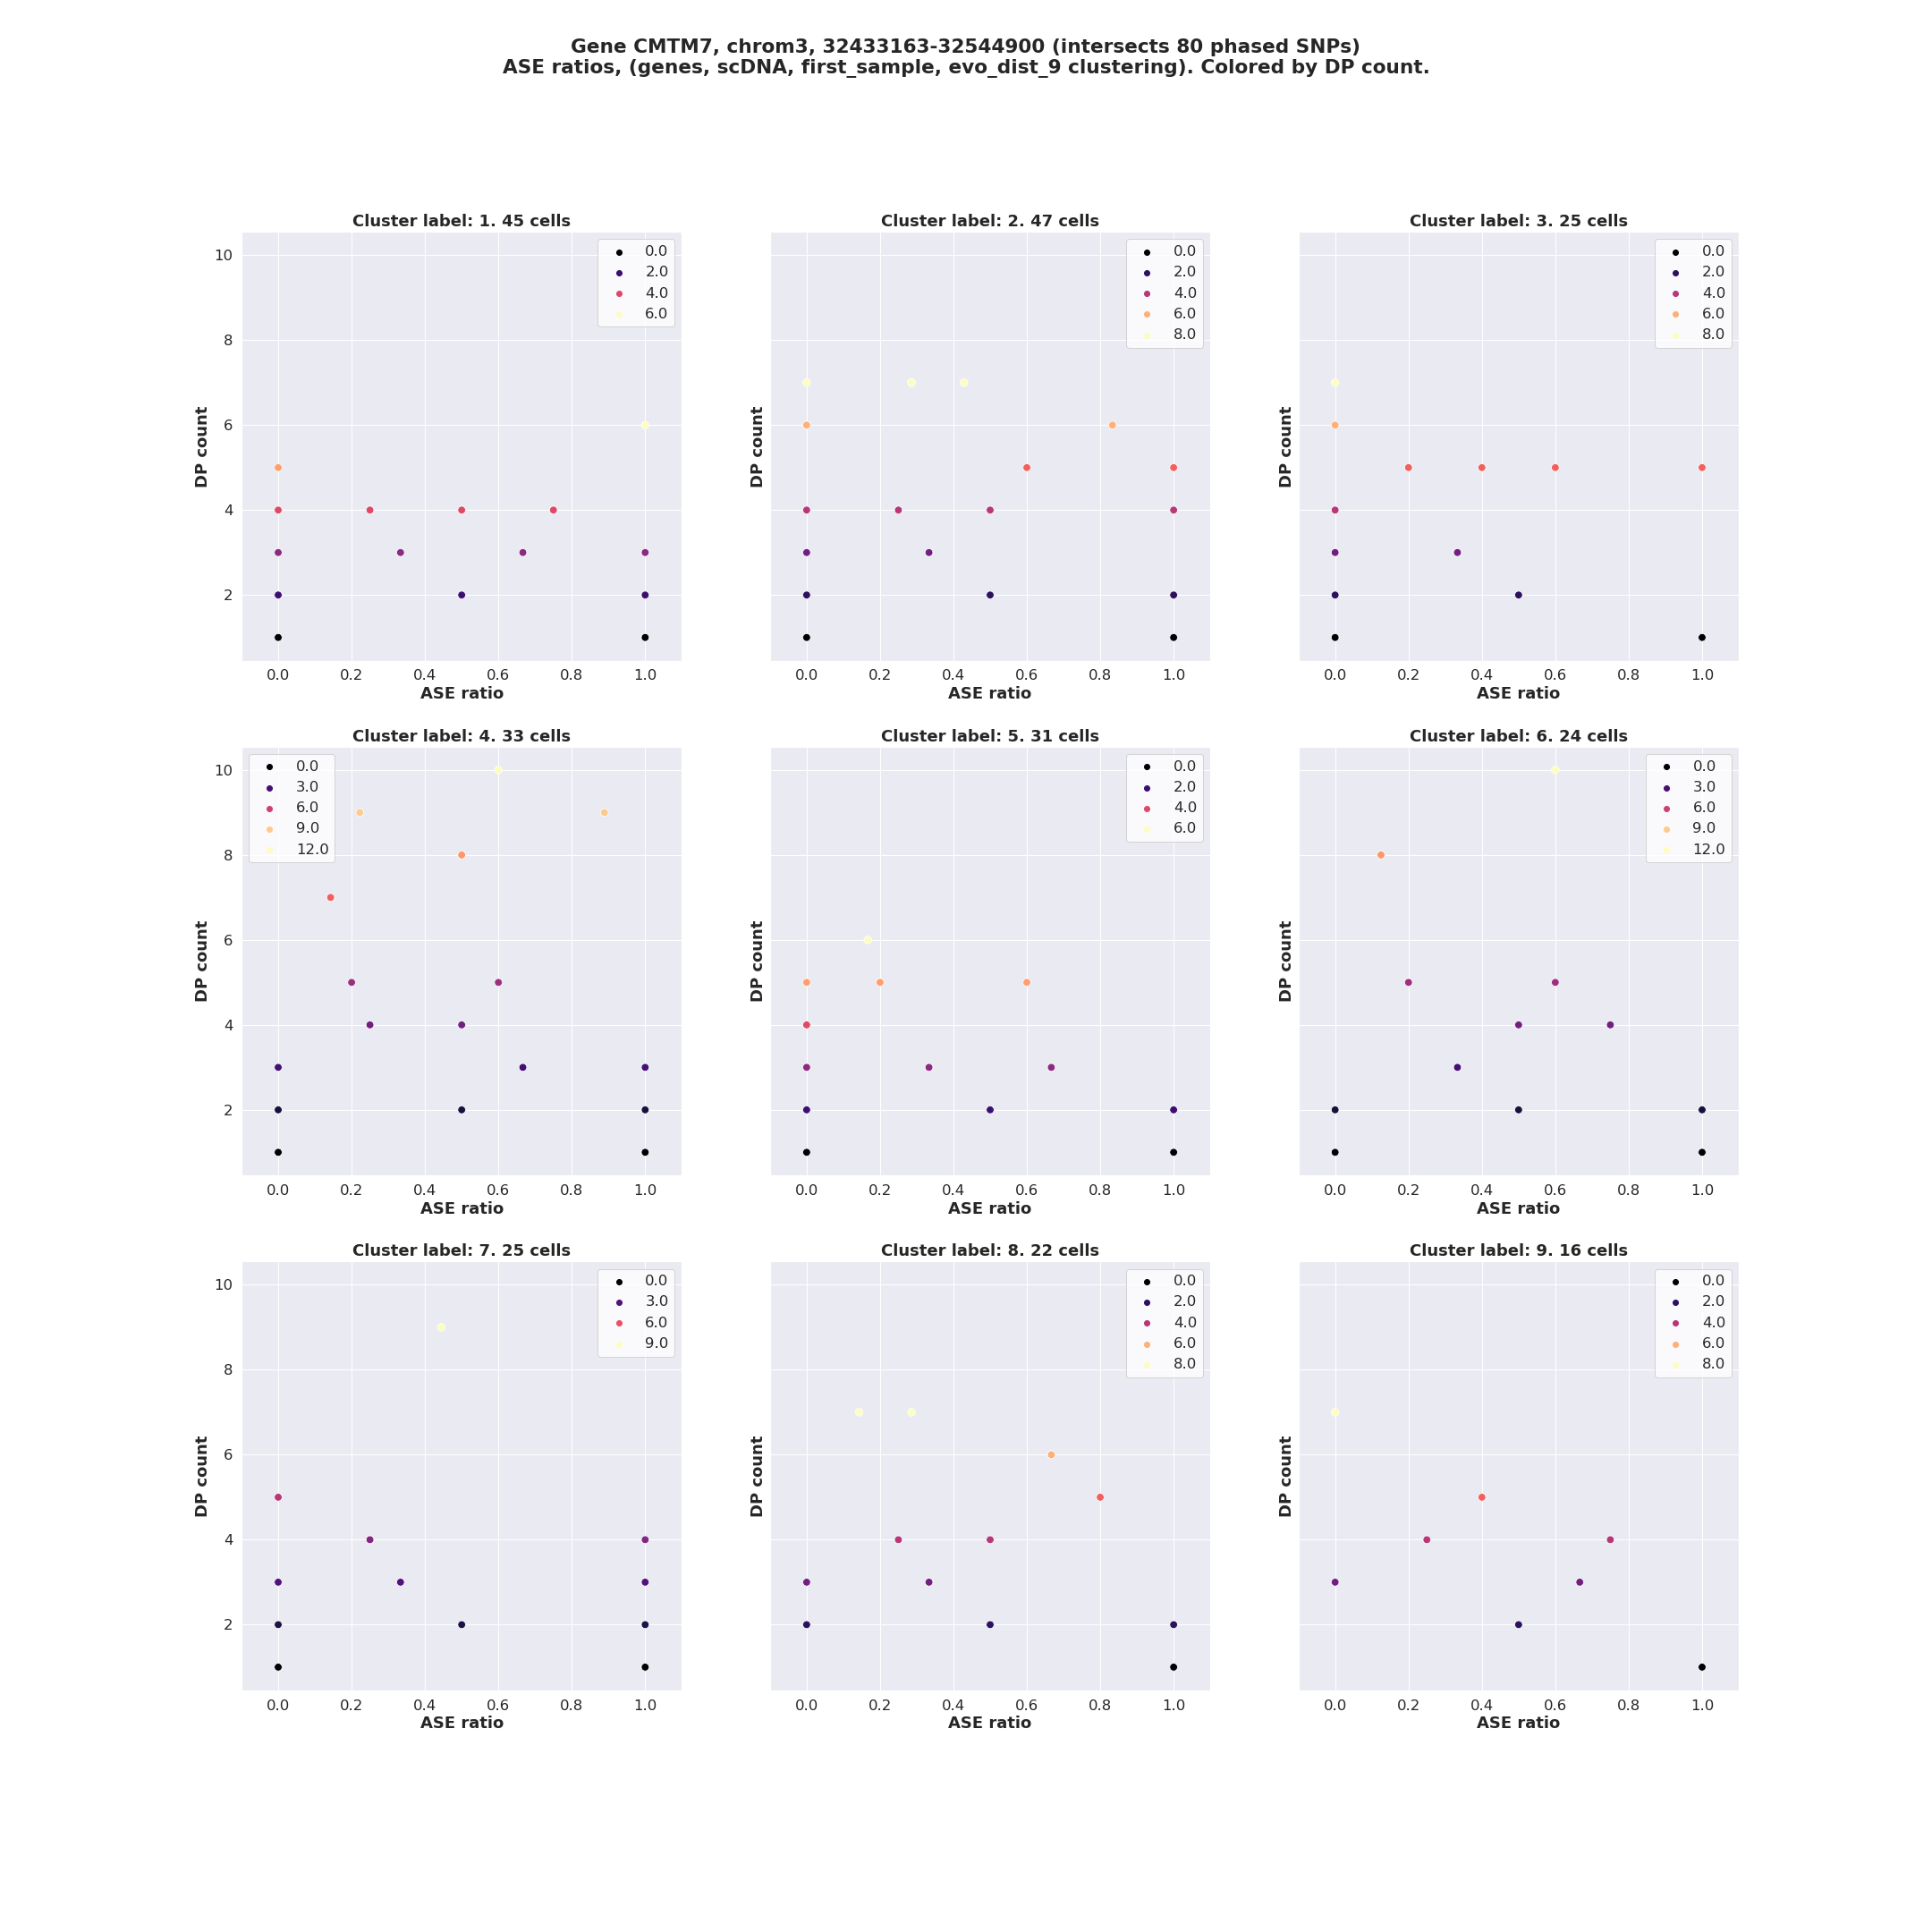 Gene CMTM7, chrom3, 32433163-32544900 (intersects 80 phased SNPs)
ASE ratios, (genes, scDNA, first_sample, evo_dist_9 clustering). Colored by DP count.
Cluster label: 1. 45 cells
10
8
6
4
2
DP count
0.0
2.0
4.0
6.0
0.0 0.2 0.4 0.6 0.8 1.0
ASE ratio
Cluster label: 2. 47 cells
DP count
0.0
2.0
4.0
6.0
8.0
0.0 0.2 0.4 0.6 0.8 1.0
ASE ratio
Cluster label: 3. 25 cells
DP count
0.0
2.0
4.0
6.0
8.0
0.0 0.2 0.4 0.6 0.8 1.0
ASE ratio
Cluster label: 4. 33 cells
10
8
6
4
2
DP count
0.0
3.0
6.0
9.0
12.0
0.0 0.2 0.4 0.6 0.8 1.0
ASE ratio
Cluster label: 5. 31 cells
DP count
0.0
2.0
4.0
6.0
0.0 0.2 0.4 0.6 0.8 1.0
ASE ratio
Cluster label: 6. 24 cells
DP count
0.0
3.0
6.0
9.0
12.0
0.0 0.2 0.4 0.6 0.8 1.0
ASE ratio
Cluster label: 7. 25 cells
10
8
6
4
2
DP count
0.0
3.0
6.0
9.0
0.0 0.2 0.4 0.6 0.8 1.0
ASE ratio
Cluster label: 8. 22 cells
DP count
0.0
2.0
4.0
6.0
8.0
0.0 0.2 0.4 0.6 0.8 1.0
ASE ratio
Cluster label: 9. 16 cells
DP count
0.0
2.0
4.0
6.0
8.0
0.0 0.2 0.4 0.6 0.8 1.0
ASE ratio